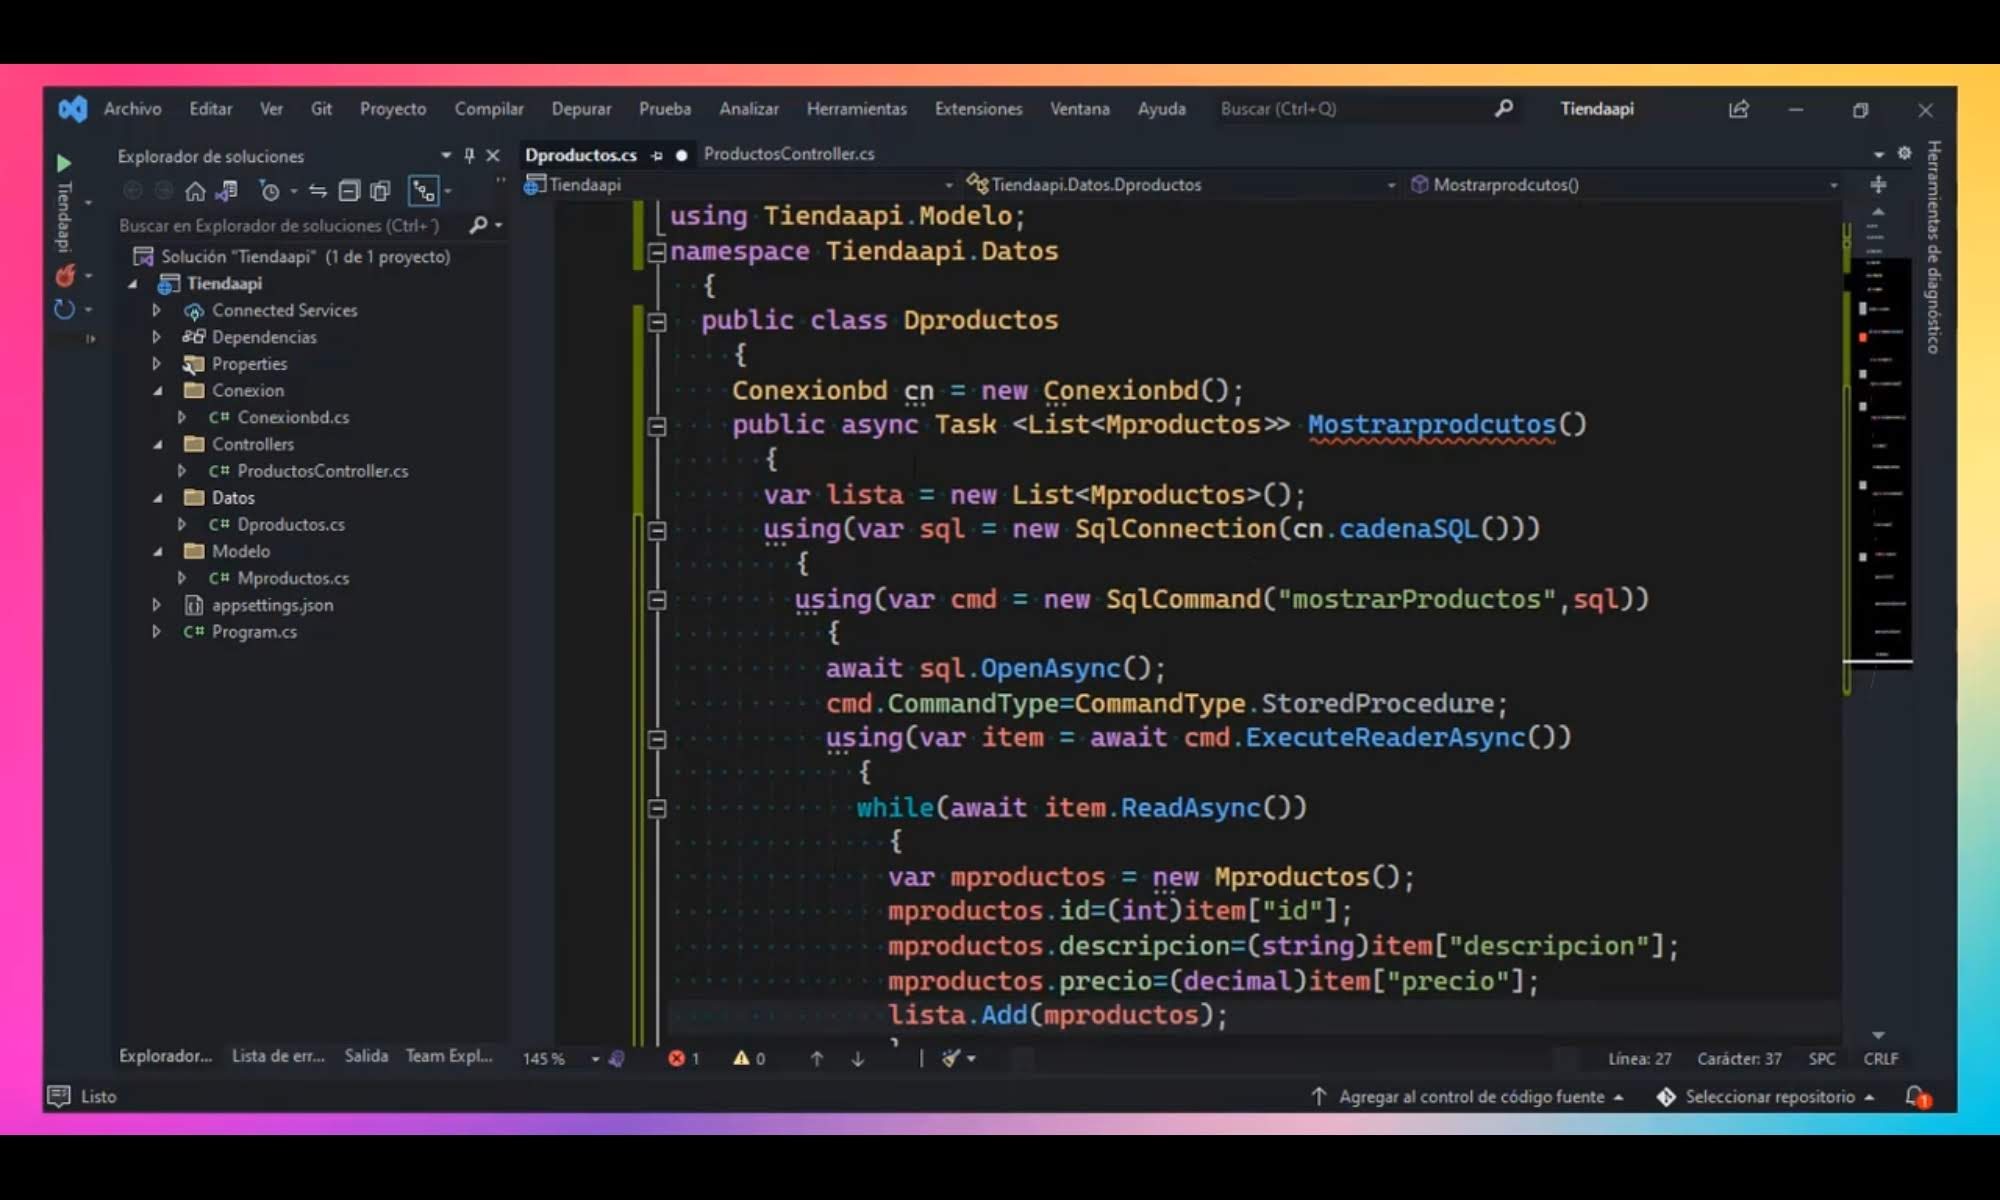 Archivo Editar Ver Git Proyecto Compilar Depurar Prueba Analizar Herramientas Extensiones Ventana Ayuda Buscar (Ctrl+Q) Tiendaapi
Tiendaapi
Explorador de soluciones
Buscar en Explorador de soluciones (Ctrl+´)
Solución "Tiendaapi" (1 de 1 proyecto)
Tiendaapi
Connected Services
Dependencias
Properties
Conexion
C# Conexionbd.cs
Controllers
C# ProductosController.cs
Datos
C# Dproductos.cs
Modelo
C# Mproductos.cs
appsettings.json
C# Program.cs
Explorador... Lista de err... Salida Team Expl...
Dproductos.cs ProductosController.cs
Tiendaapi Tiendaapi.Datos.Dproductos Mostrarprodcutos()
using Tiendaapi.Modelo;
namespace Tiendaapi.Datos
{
public class Dproductos
{
Conexionbd cn = new Conexionbd();
public async Task <List<Mproductos>> Mostrarprodcutos()
{
var lista = new List<Mproductos>();
using(var sql = new SqlConnection(cn.cadenaSQL()))
{
using(var cmd = new SqlCommand("mostrarProductos",sql))
{
await sql.OpenAsync();
cmd.CommandType=CommandType.StoredProcedure;
using(var item = await cmd.ExecuteReaderAsync())
{
while(await item.ReadAsync())
{
var mproductos = new Mproductos();
mproductos.id=(int)item["id"];
mproductos.descripcion=(string)item["descripcion"];
mproductos.precio=(decimal)item["precio"];
lista.Add(mproductos);
145 % 1 0 Línea: 27 Carácter: 37 SPC CRLF
Herramientas de diagnóstico
Listo Agregar al control de código fuente Seleccionar repositorio 1